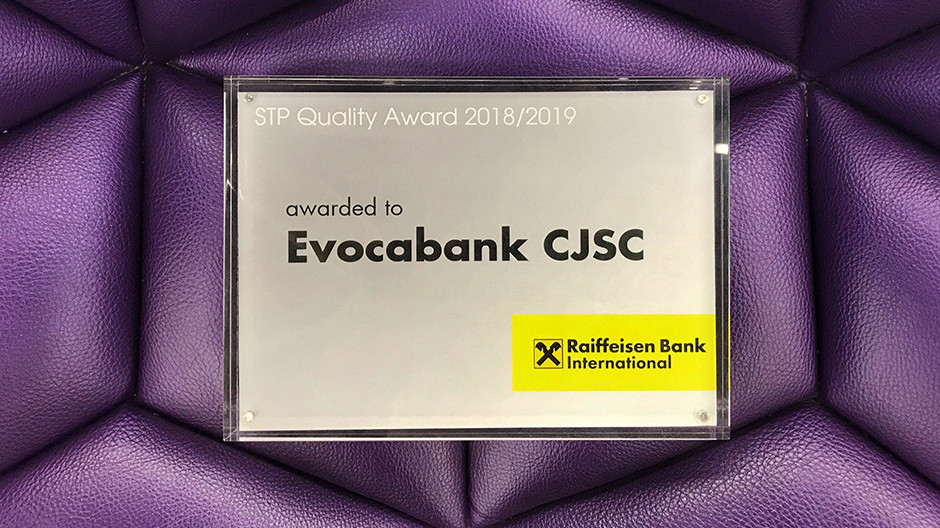 STP Quality Award 2018/2019
awarded to
Evocabank CJSC
Raiffeisen Bank
International